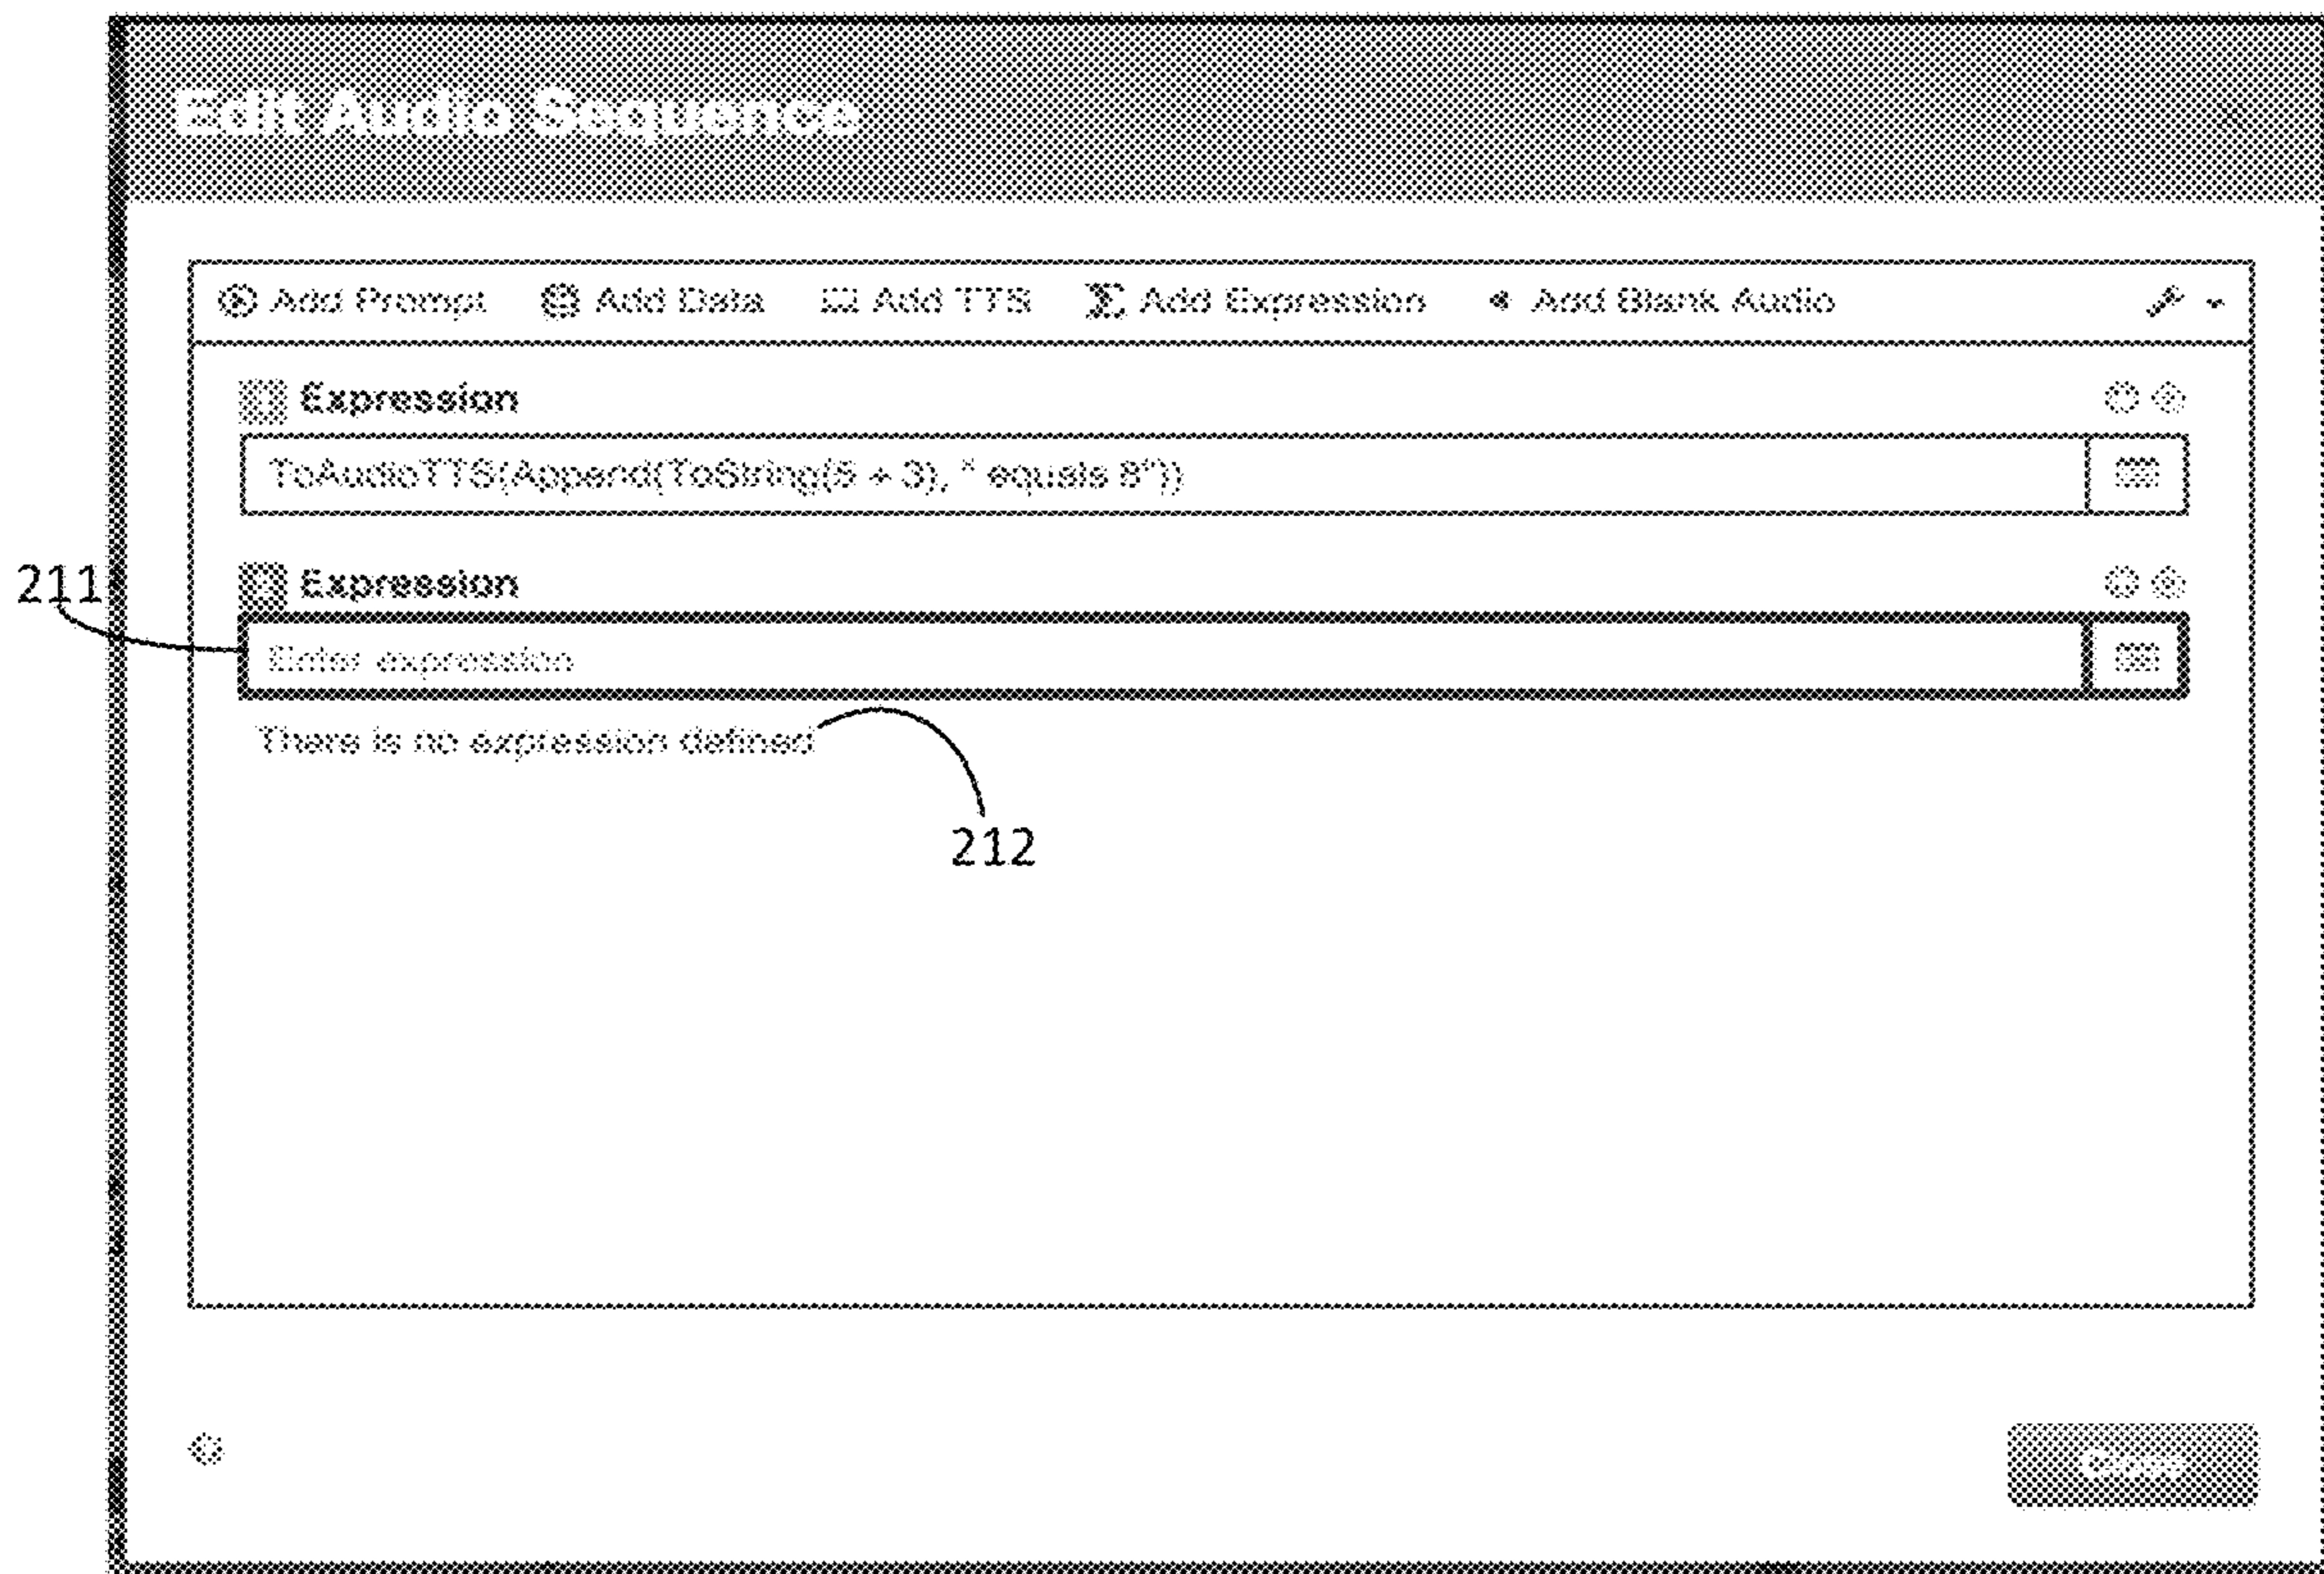 Edit Audio Sequence
Add Prompt Add Data Add TTS Add Expression Add Blank Audio
Expression
ToAudioTTS(Append(ToString(5 + 3), " equals 8"))
211
Expression
Enter expression
There is no expression defined
212
Close